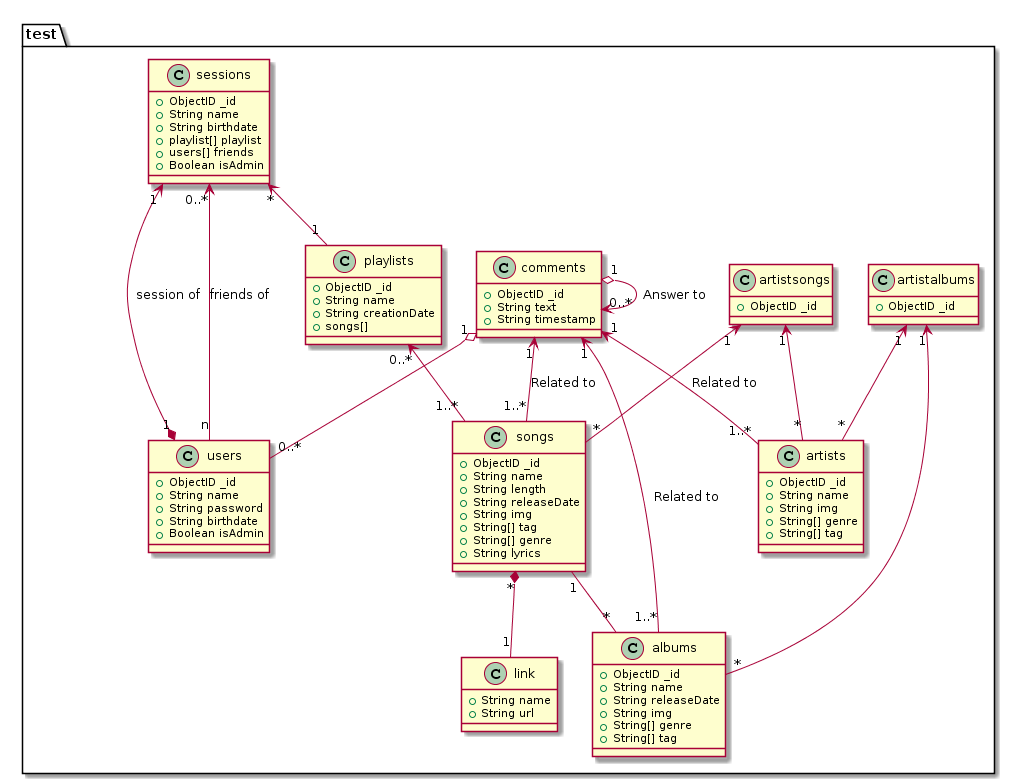 test
C sessions
ObjectID _id
String name
String birthdate
playlist[] playlist
users[] friends
Boolean isAdmin
1
0..*
*
1
C playlists
ObjectID _id
String name
String creationDate
songs[]
C comments
ObjectID _id
String text
String timestamp
1
0..*
Answer to
1
C artistsongs
ObjectID _id
C artistalbums
ObjectID _id
session of
friends of
1
0..*
1
1
1
1
1
1
Related to
Related to
1..*
1..*
1
n
0..*
*
1..*
*
*
C users
ObjectID _id
String name
String password
String birthdate
Boolean isAdmin
C songs
ObjectID _id
String name
String length
String releaseDate
String img
String[] tag
String[] genre
String lyrics
C artists
ObjectID _id
String name
String img
String[] genre
String[] tag
Related to
*
1
1
*
1..*
*
C link
String name
String url
C albums
ObjectID _id
String name
String releaseDate
String img
String[] genre
String[] tag